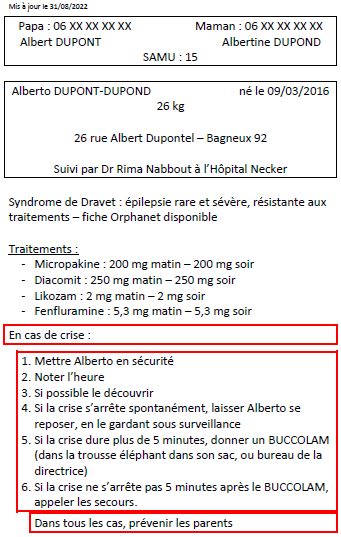 Mis à jour le 31/08/2022
Papa : 06 XX XX XX XX Maman : 06 XX XX XX XX
Albert DUPONT Albertine DUPOND
SAMU : 15
Alberto DUPONT-DUPOND né le 09/03/2016
26 kg
26 rue Albert Dupontel – Bagneux 92
Suivi par Dr Rima Nabbout à l’Hôpital Necker
Syndrome de Dravet : épilepsie rare et sévère, résistante aux
traitements – fiche Orphanet disponible
Traitements :
- Micropakine : 200 mg matin – 200 mg soir
- Diacomit : 250 mg matin – 250 mg soir
- Likozam : 2 mg matin – 2 mg soir
- Fenfluramine : 5,3 mg matin – 5,3 mg soir
En cas de crise :
1. Mettre Alberto en sécurité
2. Noter l’heure
3. Si possible le découvrir
4. Si la crise s’arrête spontanément, laisser Alberto se
reposer, en le gardant sous surveillance
5. Si la crise dure plus de 5 minutes, donner un BUCCOLAM
(dans la trousse éléphant dans son sac, ou bureau de la
directrice)
6. Si la crise ne s’arrête pas 5 minutes après le BUCCOLAM,
appeler les secours.
Dans tous les cas, prévenir les parents